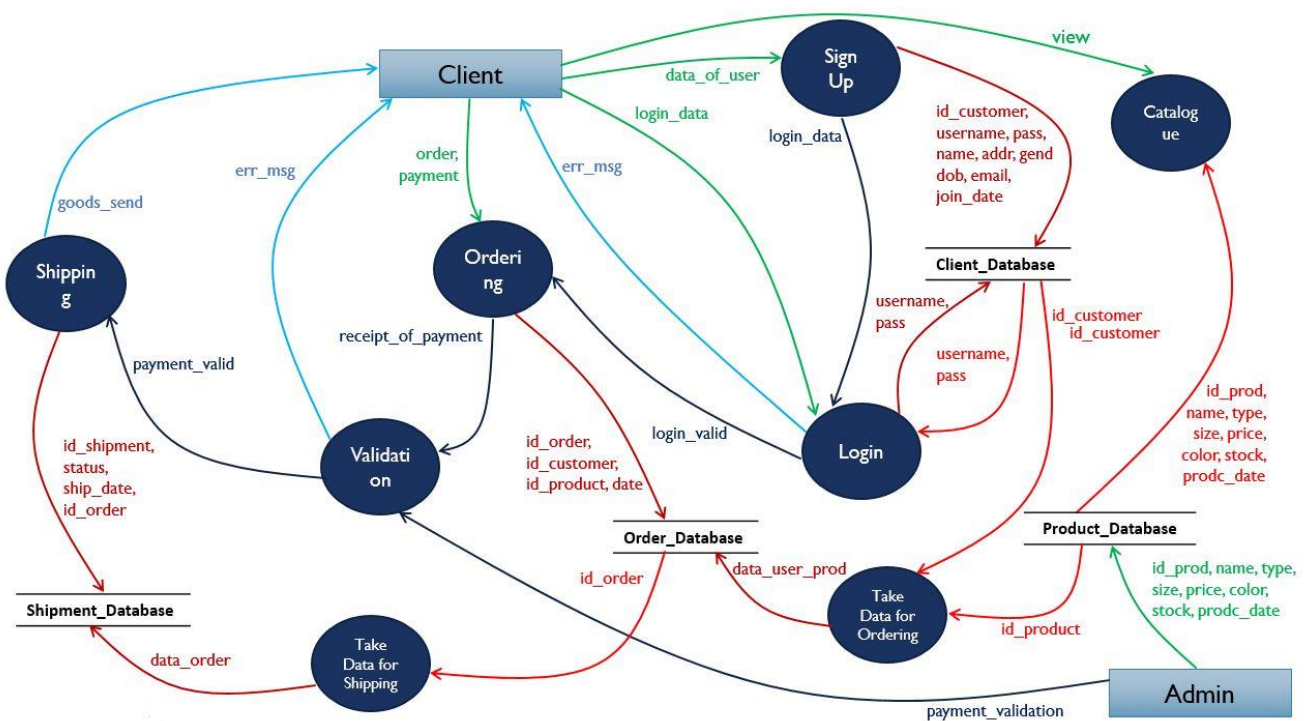 view
Client
Sign
Up
data_of_user
login_data
login_data
id_customer,
username, pass,
name, addr, gend
dob, email,
join_date
Catalog
ue
order,
payment
err_msg
err_msg
goods_send
Shippin
g
Orderi
ng
Client_Database
username,
pass
id_customer
id_customer
receipt_of_payment
payment_valid
username,
pass
id_prod,
name, type,
size, price,
color, stock,
prodc_date
login_valid
Login
id_shipment,
status,
ship_date,
id_order
Validati
on
id_order,
id_customer,
id_product, date
Order_Database
Product_Database
id_order
data_user_prod
Take
Data for
Ordering
id_product
id_prod, name, type,
size, price, color,
stock, prodc_date
Shipment_Database
data_order
Take
Data for
Shipping
Admin
payment_validation